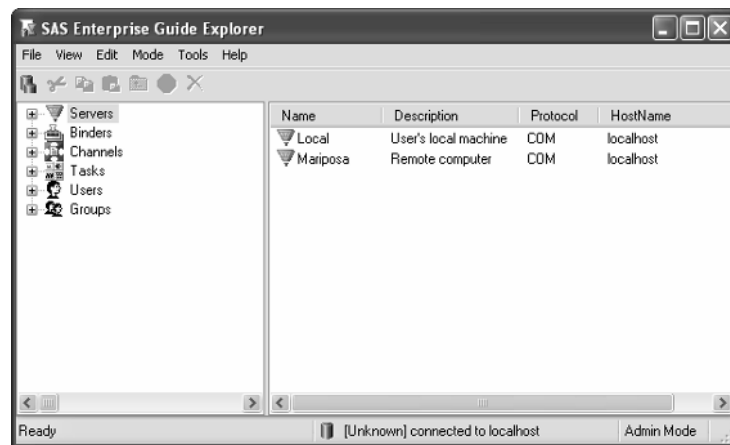 SAS Enterprise Guide Explorer
File View Edit Mode Tools Help
Servers
Binders
Channels
Tasks
Users
Groups
Name Description Protocol HostName
Local User's local machine COM localhost
Mariposa Remote computer COM localhost
Ready [Unknown] connected to localhost Admin Mode